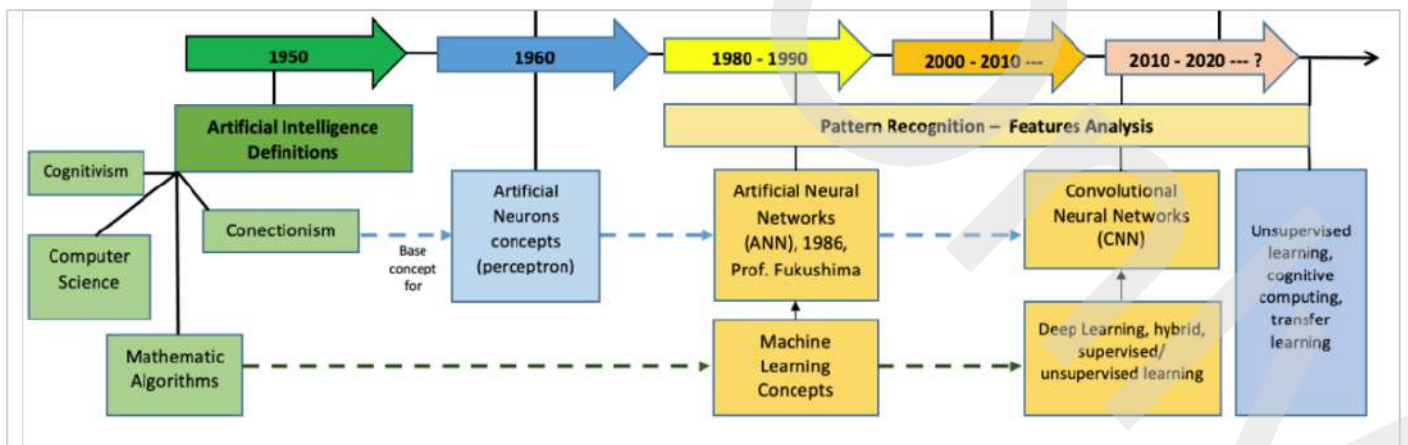 1950
1960
1980 - 1990
2000 - 2010 ---
2010 - 2020 --- ?
Artificial Intelligence
Definitions
Pattern Recognition – Features Analysis
Cognitivism
Conectionism
Computer
Science
Mathematic
Algorithms
Base
concept
for
Artificial
Neurons
concepts
(perceptron)
Artificial Neural
Networks
(ANN), 1986,
Prof. Fukushima
Machine
Learning
Concepts
Convolutional
Neural Networks
(CNN)
Deep Learning, hybrid,
supervised/
unsupervised learning
Unsupervised
learning,
cognitive
computing,
transfer
learning